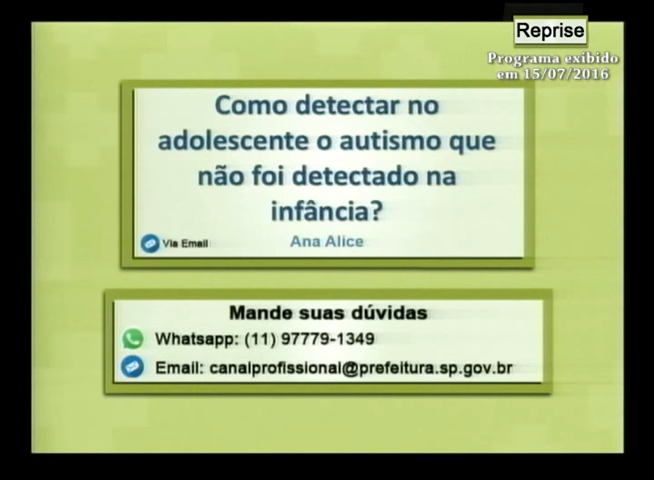 Reprise
Programa exibido
em 15/07/2016
Como detectar no
adolescente o autismo que
não foi detectado na
infância?
Via Email
Ana Alice
Mande suas dúvidas
Whatsapp: (11) 97779-1349
Email: canalprofissional@prefeitura.sp.gov.br